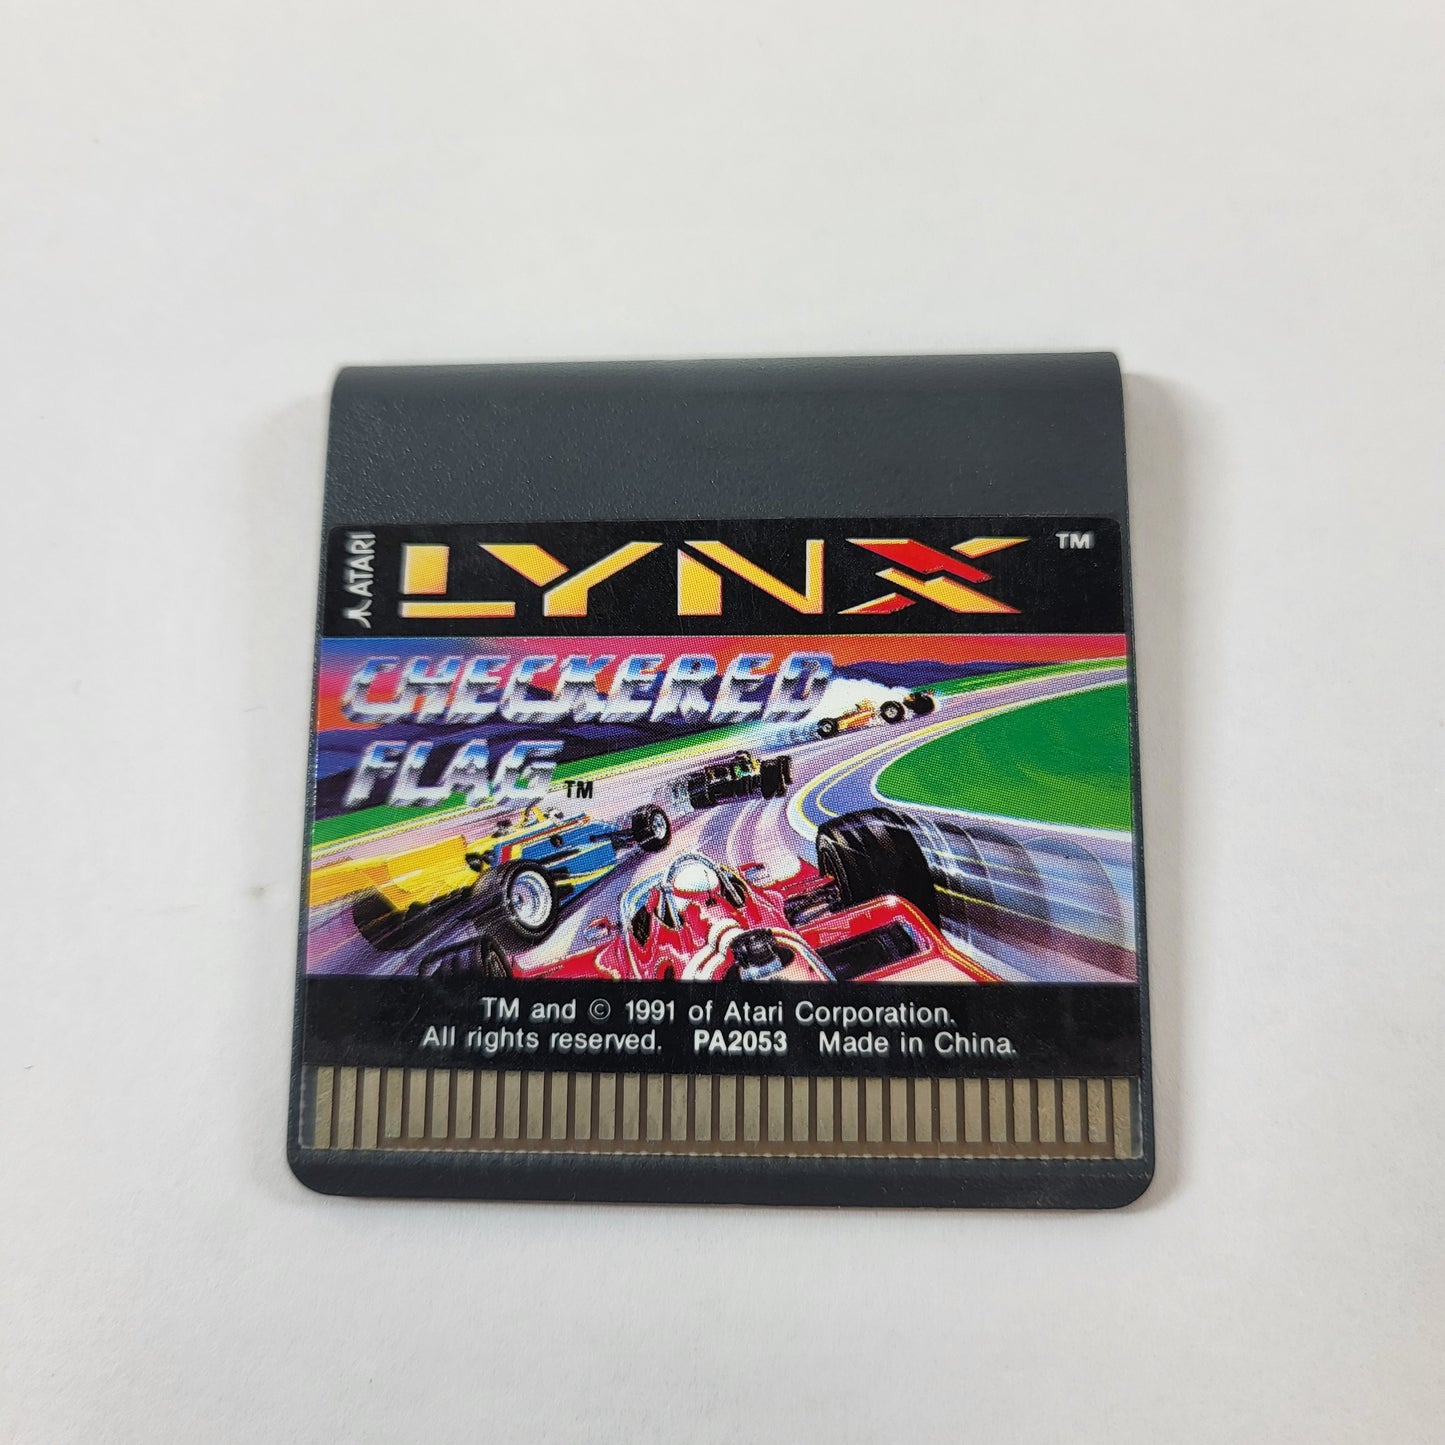 ATARI
LYNX TM
CHECKERED
FLAG TM
TM and © 1991 of Atari Corporation.
All rights reserved. PA2053 Made in China.